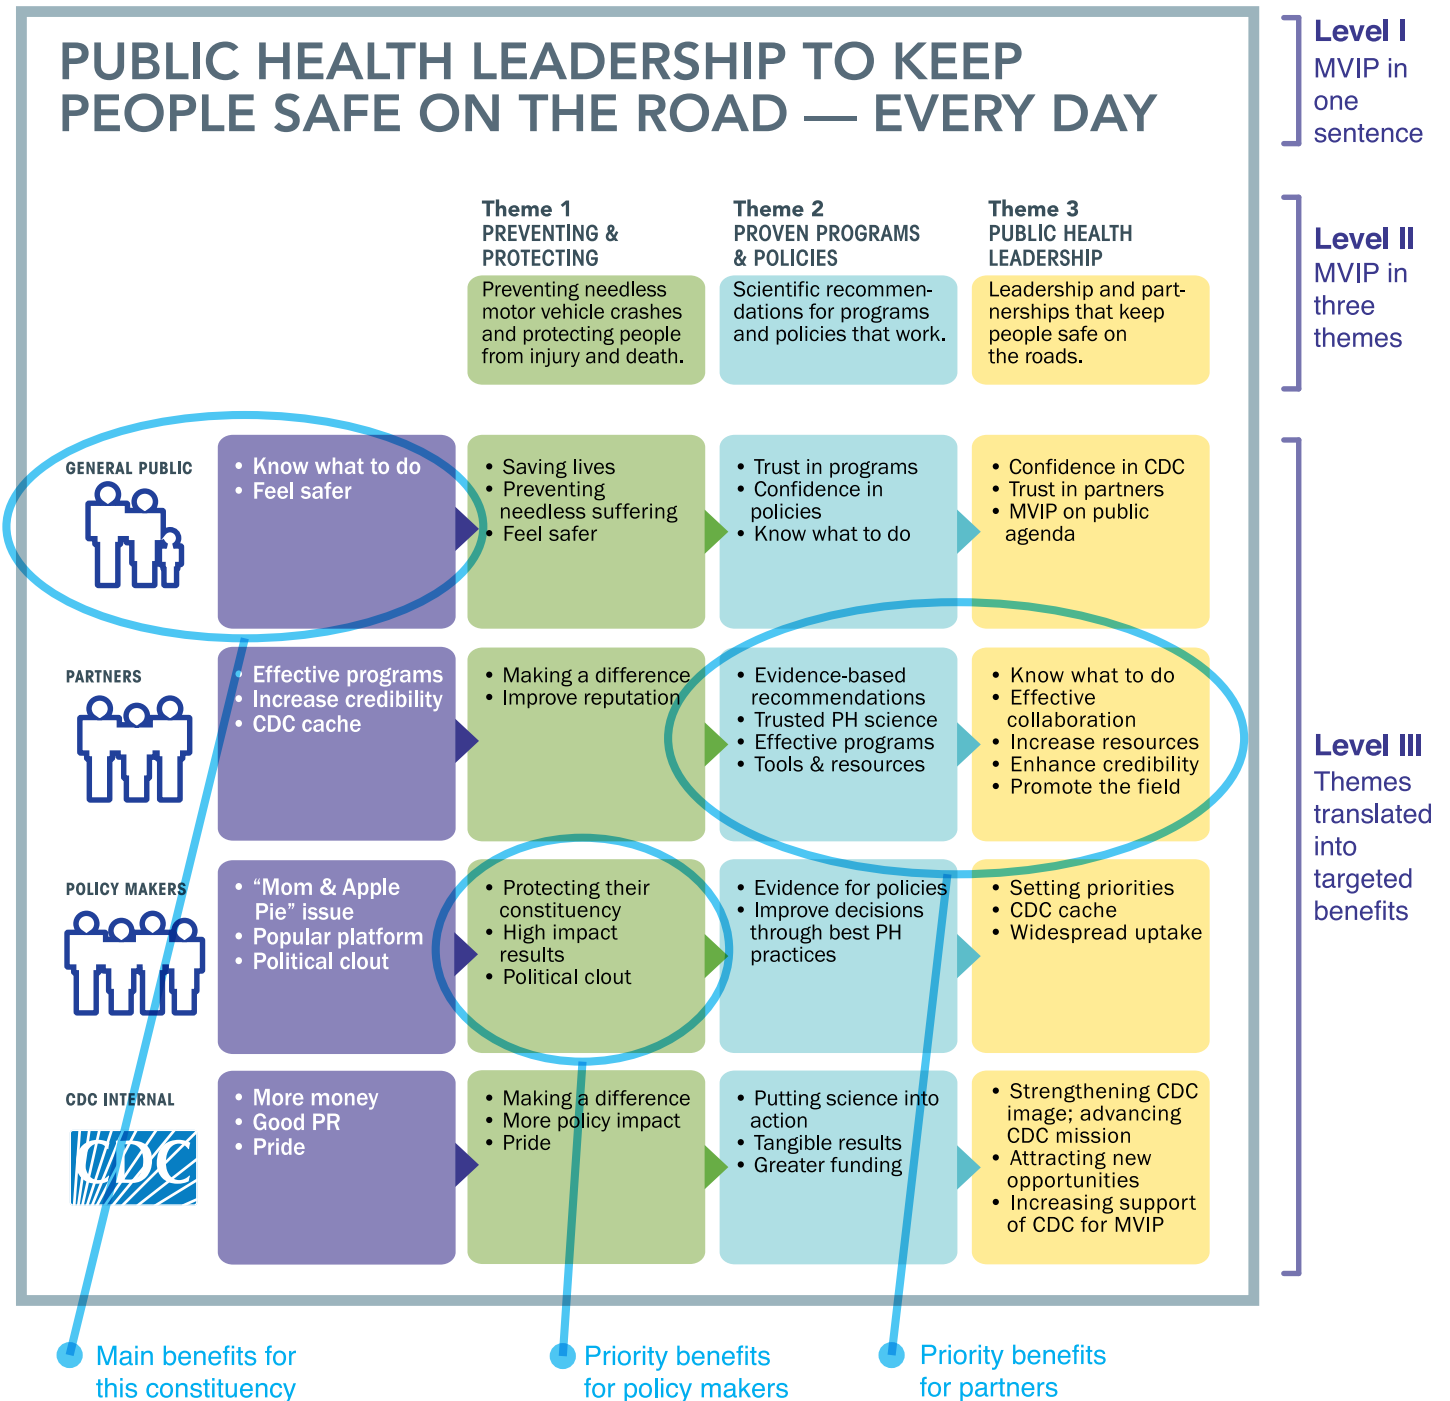 PUBLIC HEALTH LEADERSHIP TO KEEP
PEOPLE SAFE ON THE ROAD — EVERY DAY
Level I
MVIP in
one
sentence
Theme 1
PREVENTING &
PROTECTING
Preventing needless
motor vehicle crashes
and protecting people
from injury and death.
Theme 2
PROVEN PROGRAMS
& POLICIES
Scientific recommen-
dations for programs
and policies that work.
Theme 3
PUBLIC HEALTH
LEADERSHIP
Leadership and part-
nerships that keep
people safe on
the roads.
Level II
MVIP in
three
themes
GENERAL PUBLIC
• Know what to do
• Feel safer
• Saving lives
• Preventing
needless suffering
• Feel safer
• Trust in programs
• Confidence in
policies
• Know what to do
• Confidence in CDC
• Trust in partners
• MVIP on public
agenda
PARTNERS
• Effective programs
• Increase credibility
• CDC cache
• Making a difference
• Improve reputation
• Evidence-based
recommendations
• Trusted PH science
• Effective programs
• Tools & resources
• Know what to do
• Effective
collaboration
• Increase resources
• Enhance credibility
• Promote the field
Level III
Themes
translated
into
targeted
benefits
POLICY MAKERS
• “Mom & Apple
Pie” issue
• Popular platform
• Political clout
• Protecting their
constituency
• High impact
results
• Political clout
• Evidence for policies
• Improve decisions
through best PH
practices
• Setting priorities
• CDC cache
• Widespread uptake
CDC INTERNAL
CDC
• More money
• Good PR
• Pride
• Making a difference
• More policy impact
• Pride
• Putting science into
action
• Tangible results
• Greater funding
• Strengthening CDC
image; advancing
CDC mission
• Attracting new
opportunities
• Increasing support
of CDC for MVIP
Main benefits for
this constituency
Priority benefits
for policy makers
Priority benefits
for partners